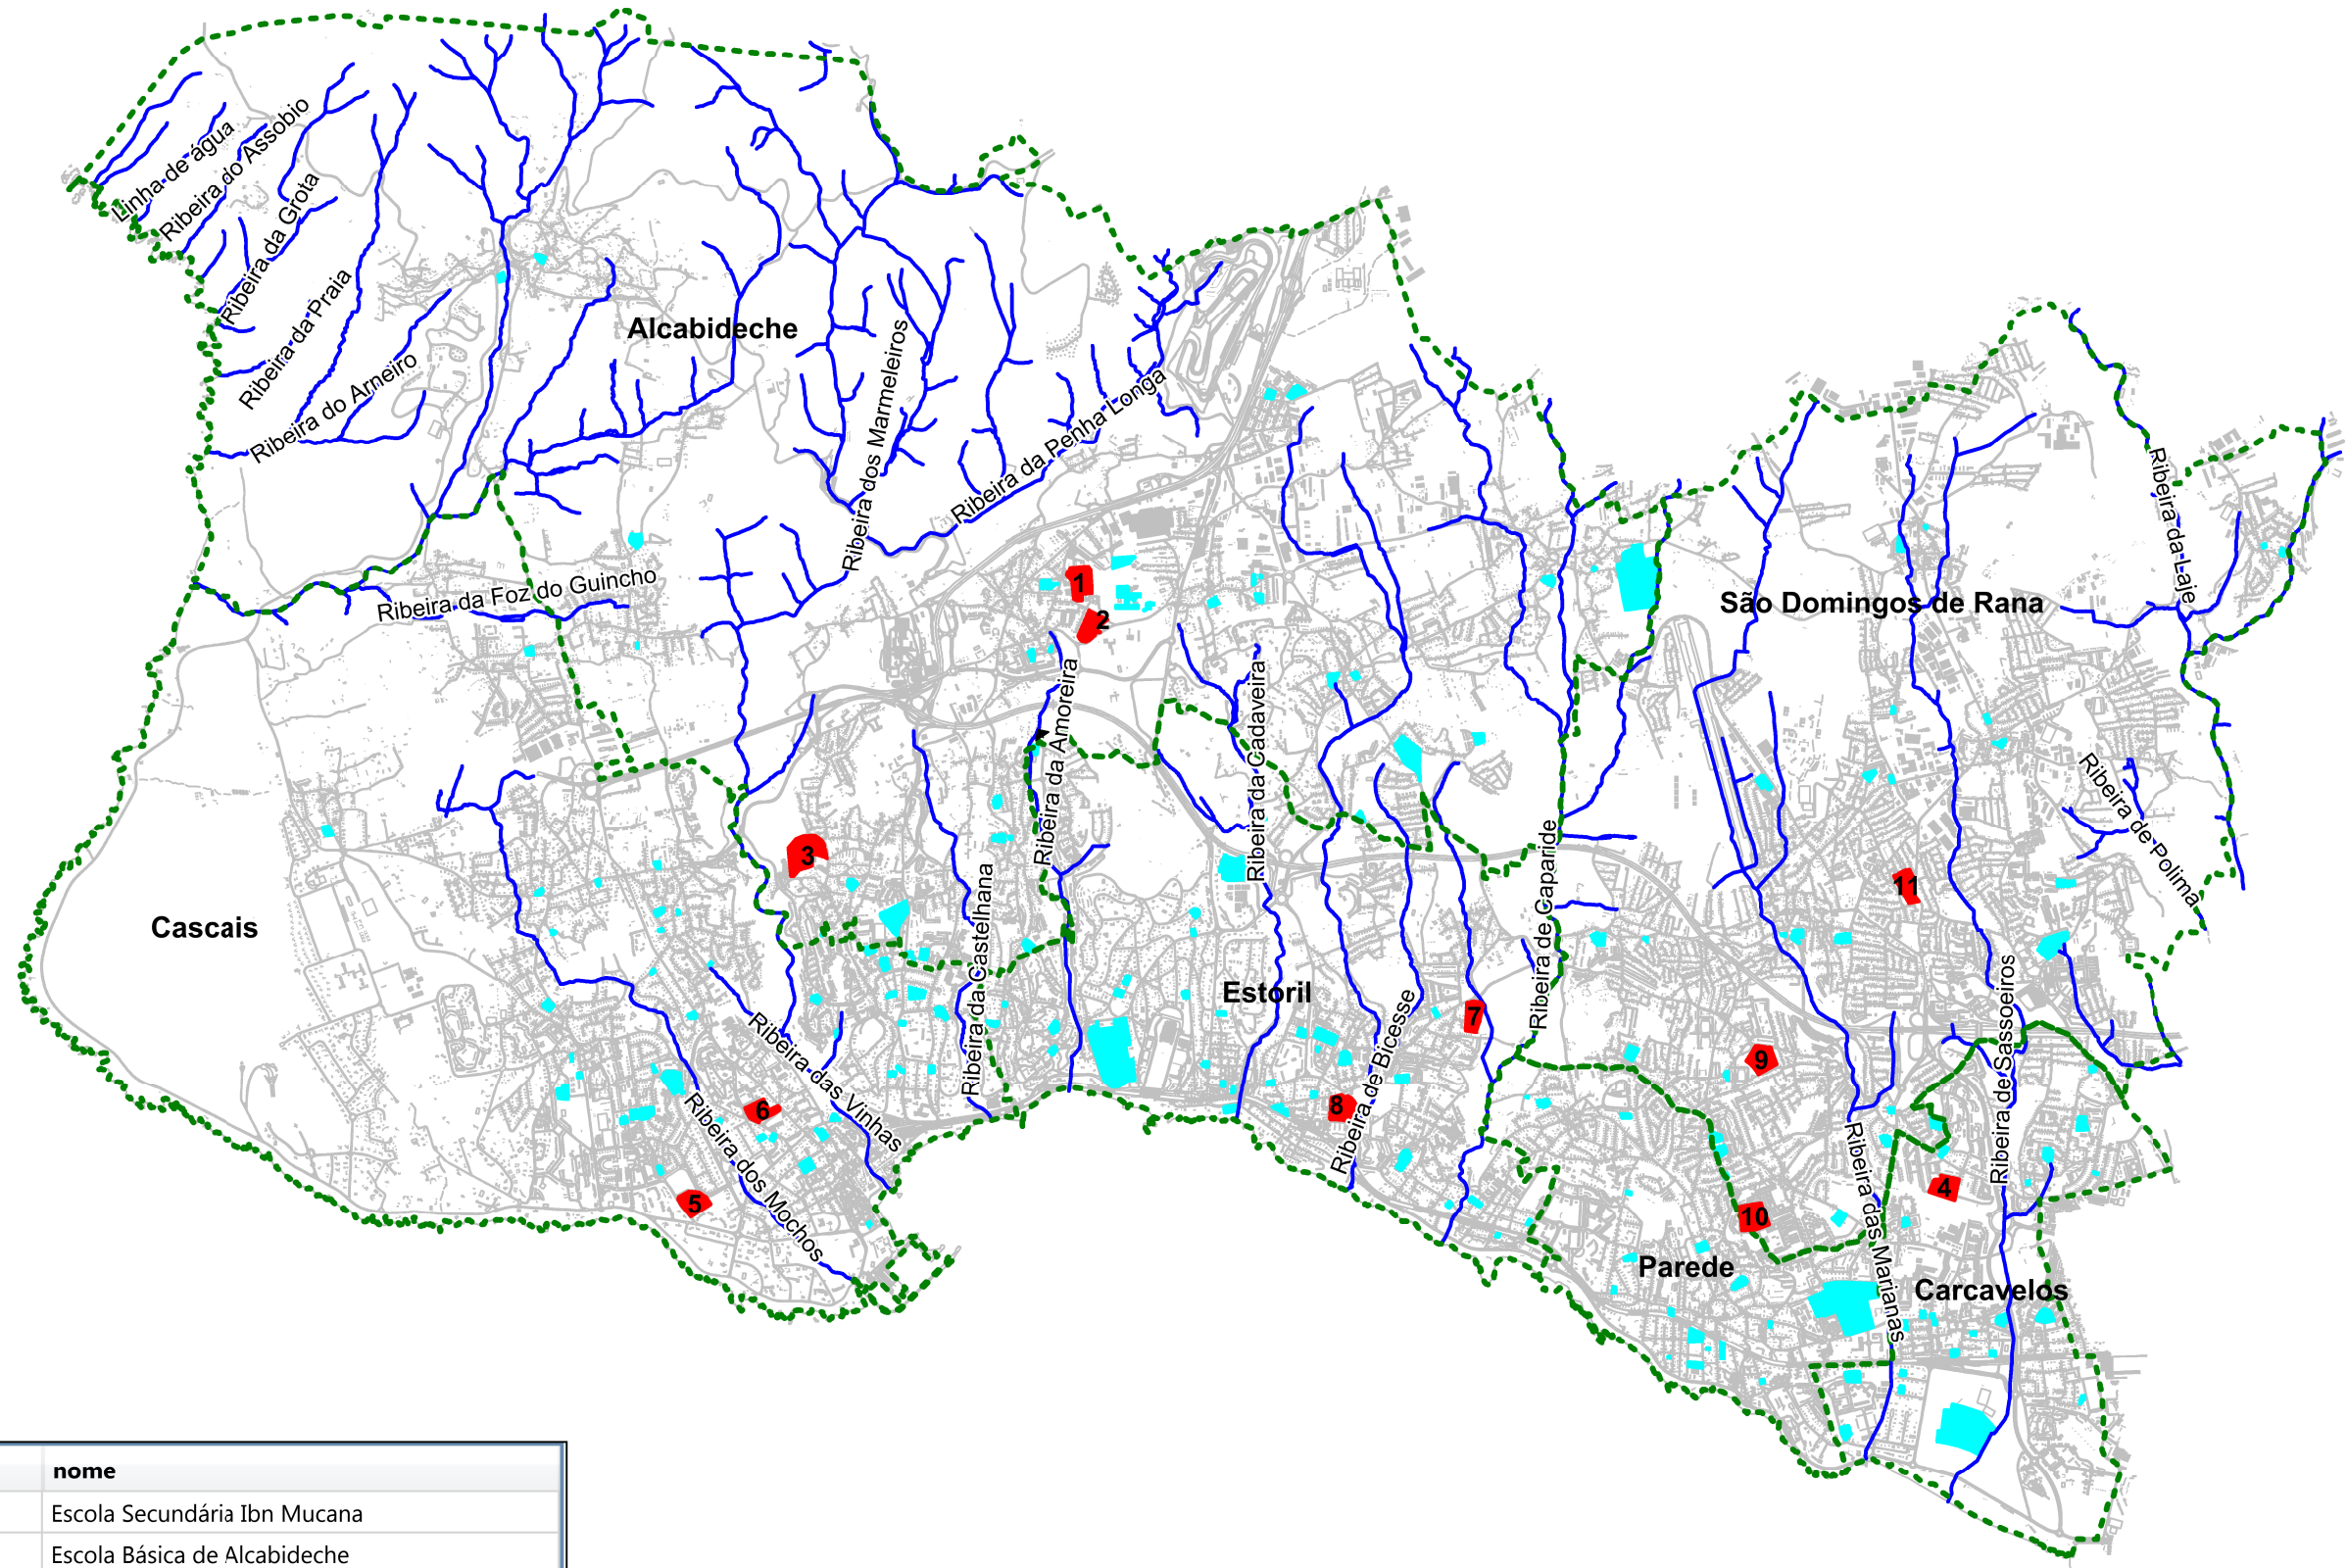 Linha de água
Ribeira do Assobio
Ribeira da Grota
Ribeira da Praia
Ribeira do Arneiro
Alcabideche
Ribeira dos Marmeleiros
Ribeira da Penha Longa
Ribeira da Foz do Guincho
Ribeira da Laje
São Domingos de Rana
1
2
Ribeira da Amoreira
Ribeira da Cadaveira
Ribeira de Caparide
Ribeira de Polima
3
11
Cascais
Ribeira da Castelhana
Estoril
Ribeira de Bicesse
7
Ribeira de Sassoeiros
Ribeira das Vinhas
9
6
8
Ribeira dos Mochos
Ribeira das Marianas
4
5
10
Parede
Carcavelos
nome
Escola Secundária Ibn Mucana
Escola Básica de Alcabideche